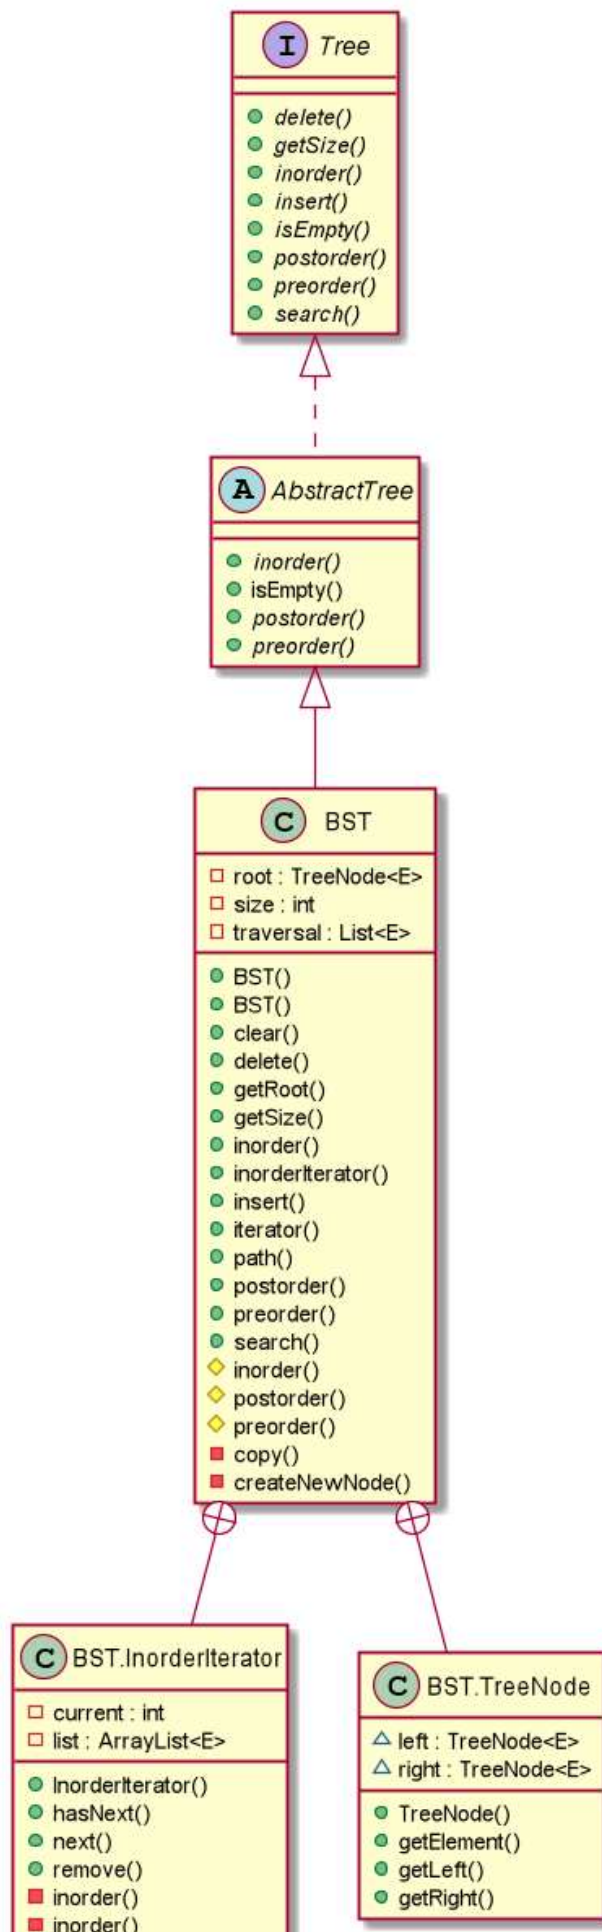 I Tree
delete()
getSize()
inorder()
insert()
isEmpty()
postorder()
preorder()
search()
A AbstractTree
inorder()
isEmpty()
postorder()
preorder()
C BST
root : TreeNode<E>
size : int
traversal : List<E>
BST()
BST()
clear()
delete()
getRoot()
getSize()
inorder()
inorderIterator()
insert()
iterator()
path()
postorder()
preorder()
search()
inorder()
postorder()
preorder()
copy()
createNewNode()
C BST.InorderIterator
current : int
list : ArrayList<E>
InorderIterator()
hasNext()
next()
remove()
inorder()
inorder()
C BST.TreeNode
left : TreeNode<E>
right : TreeNode<E>
TreeNode()
getElement()
getLeft()
getRight()